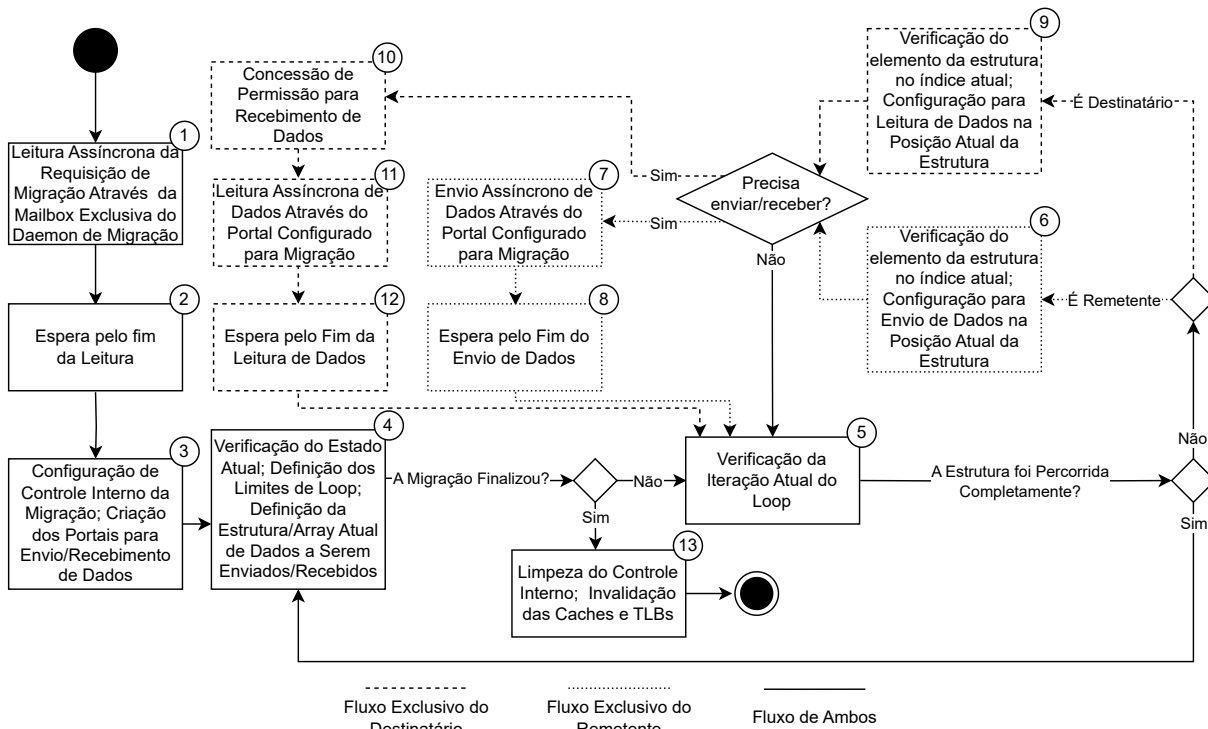 1
Leitura Assíncrona da
Requisição de
Migração Através da
Mailbox Exclusiva do
Daemon de Migração
2
Espera pelo fim
da Leitura
3
Configuração de
Controle Interno da
Migração; Criação
dos Portais para
Envio/Recebimento
de Dados
4
Verificação do Estado
Atual; Definição dos
Limites de Loop;
Definição da
Estrutura/Array Atual
de Dados a Serem
Enviados/Recebidos
A Migração Finalizou?
Não
Sim
13
Limpeza do Controle
Interno; Invalidação
das Caches e TLBs
5
Verificação da
Iteração Atual do
Loop
A Estrutura foi Percorrida
Completamente?
Não
Sim
É Remetente
É Destinatário
6
Verificação do
elemento da estrutura
no índice atual;
Configuração para
Envio de Dados na
Posição Atual da
Estrutura
9
Verificação do
elemento da estrutura
no índice atual;
Configuração para
Leitura de Dados na
Posição Atual da
Estrutura
Precisa
enviar/receber?
Sim
Sim
Não
7
Envio Assíncrono de
Dados Através do
Portal Configurado
para Migração
8
Espera pelo Fim do
Envio de Dados
10
Concessão de
Permissão para
Recebimento de
Dados
11
Leitura Assíncrona de
Dados Através do
Portal Configurado
para Migração
12
Espera pelo Fim da
Leitura de Dados
Fluxo Exclusivo do
Destinatário
Fluxo Exclusivo do
Remetente
Fluxo de Ambos